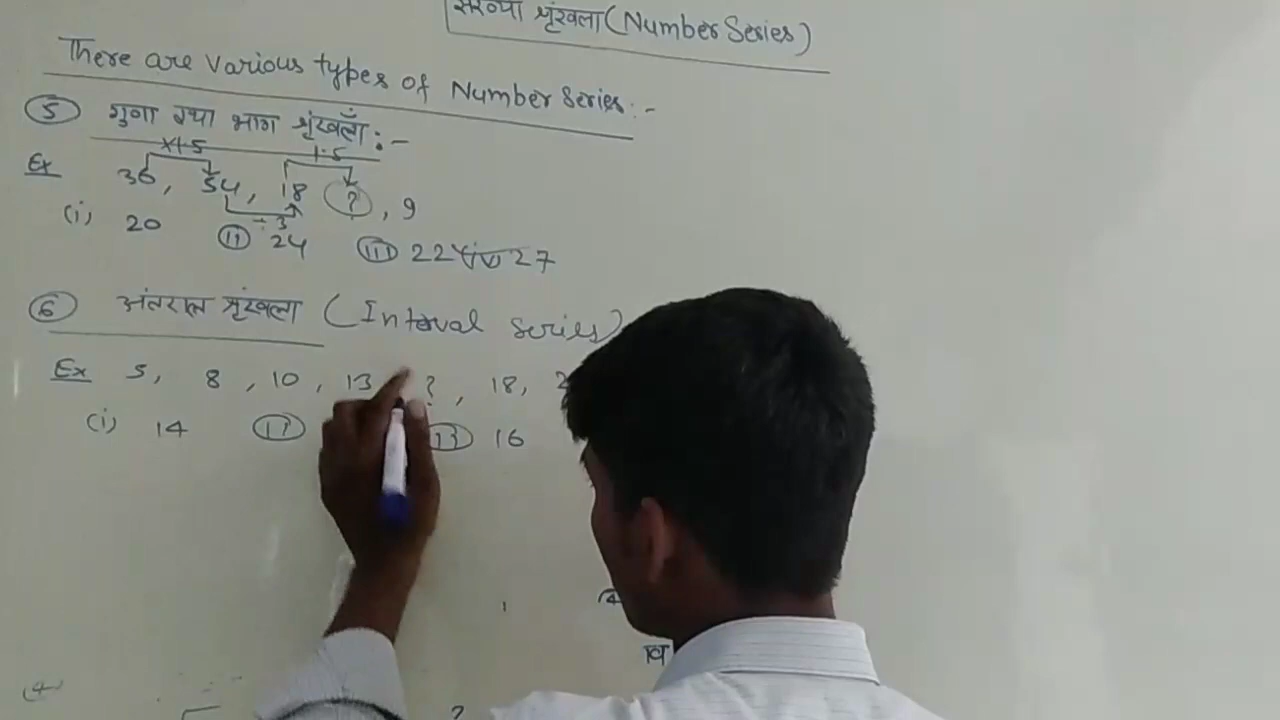 संख्या श्रृंखला (Number Series)
There are various types of Number Series:-
⑤ गुणा तथा भाग श्रृंखलाँ:-
×1.5 1.5
Ex 36, 54, 18 ?, 9
÷3
(i) 20 (ii) 24 (iii) 22 (iv) 27
⑥ अंतराल श्रृंखला (Interval Series)
Ex 5, 8, 10, 13 ?, 18,
(i) 14 (ii) (iii) 16